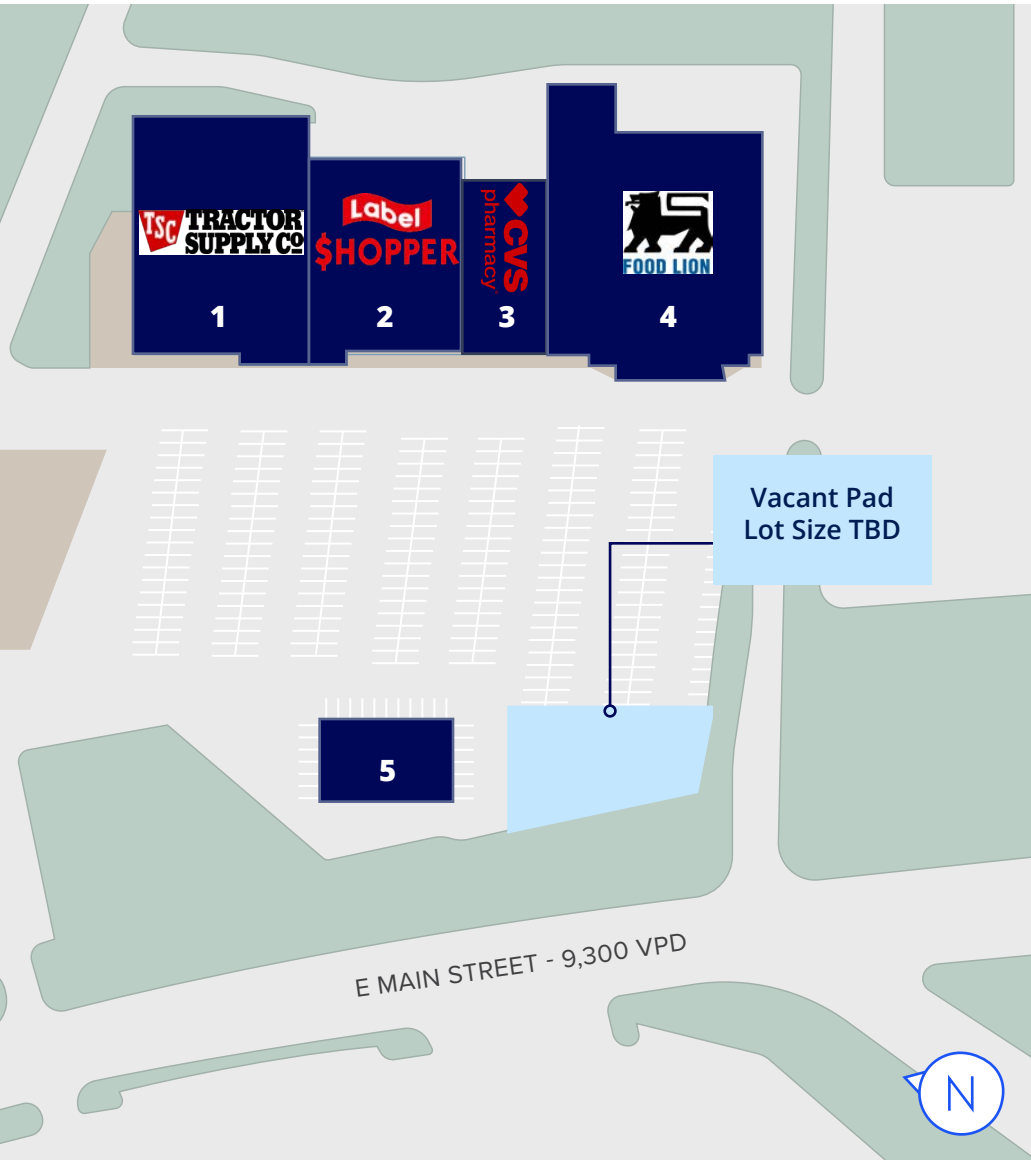 TSC TRACTOR
SUPPLY CO
Label
$HOPPER
CVS
pharmacy
FOOD LION
1
2
3
4
Vacant Pad
Lot Size TBD
5
E MAIN STREET - 9,300 VPD
N